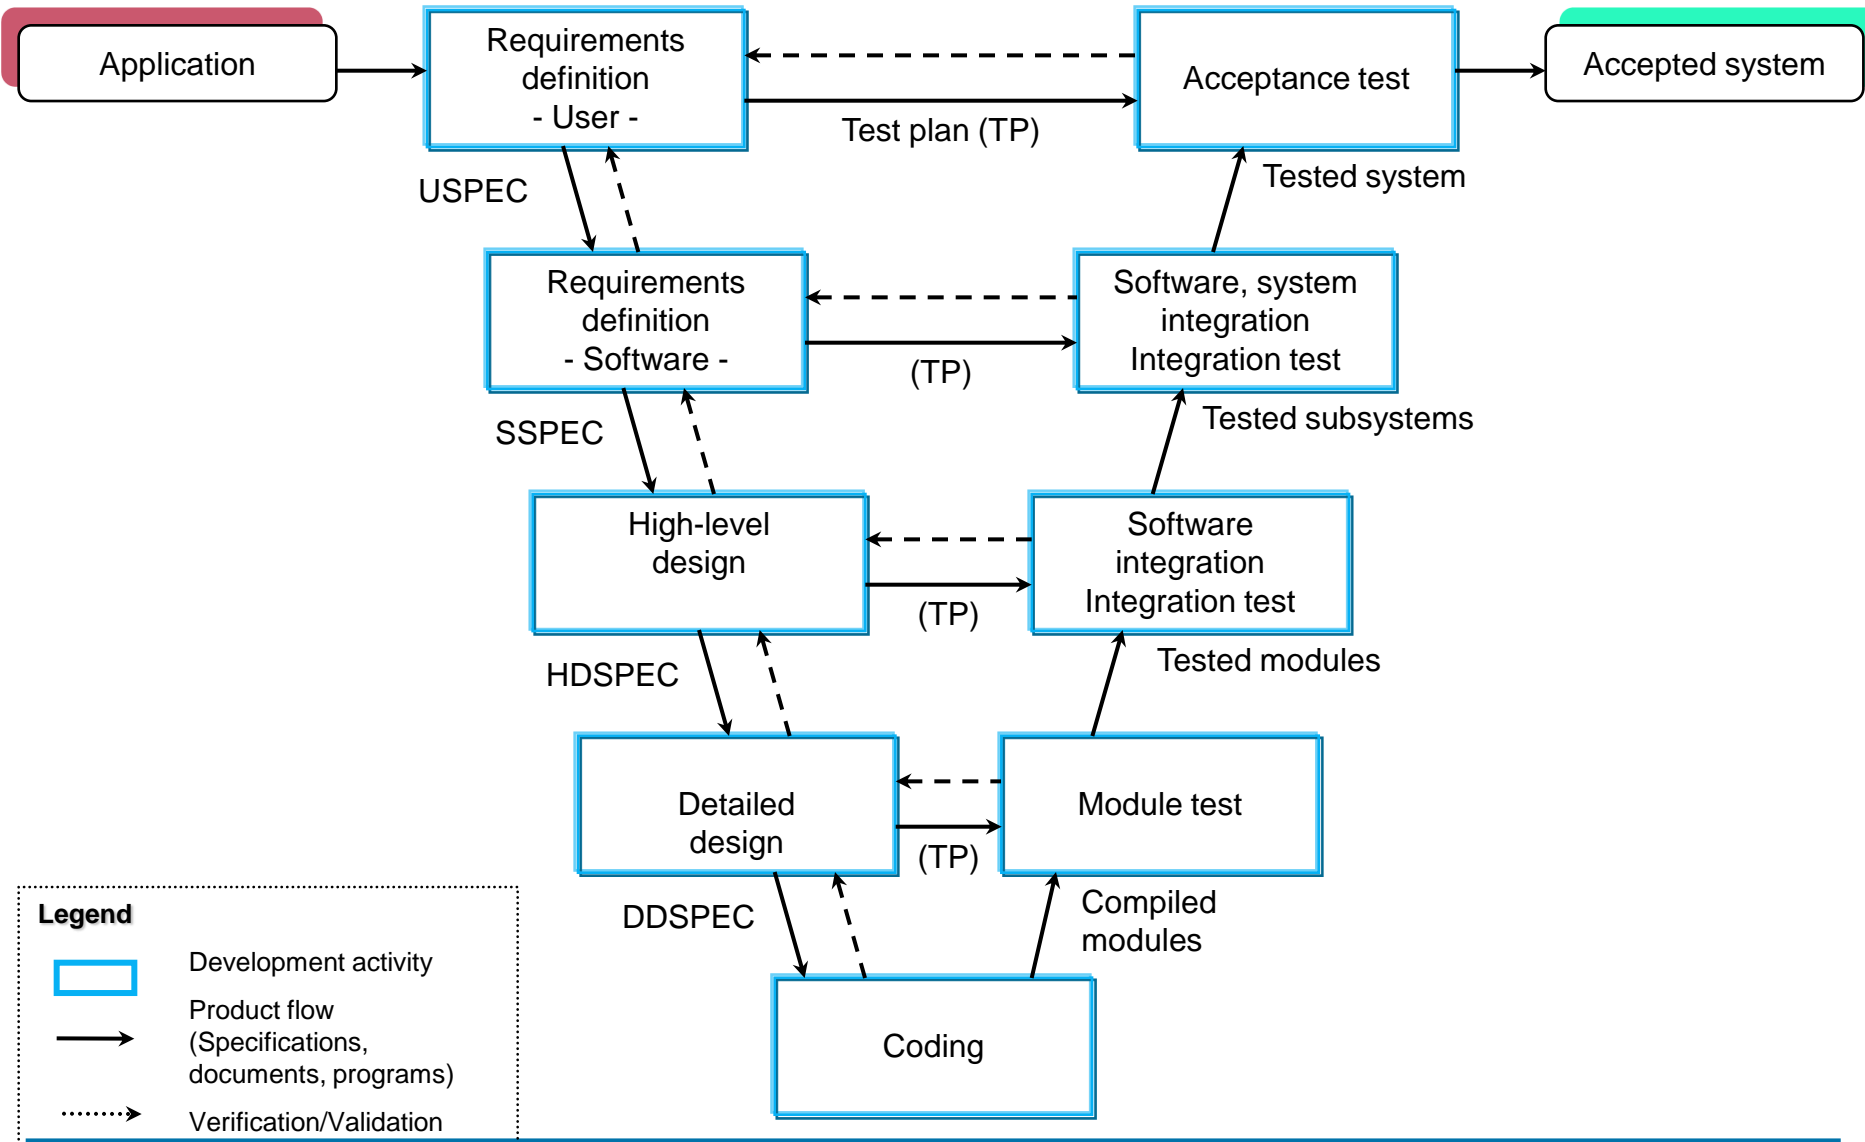 Application
Requirements
definition
- User -
Acceptance test
Accepted system
Test plan (TP)
USPEC
Tested system
Requirements
definition
- Software -
Software, system
integration
Integration test
(TP)
SSPEC
Tested subsystems
High-level
design
Software
integration
Integration test
(TP)
HDSPEC
Tested modules
Detailed
design
Module test
(TP)
DDSPEC
Compiled
modules
Coding
Legend
Development activity
Product flow
(Specifications,
documents, programs)
Verification/Validation